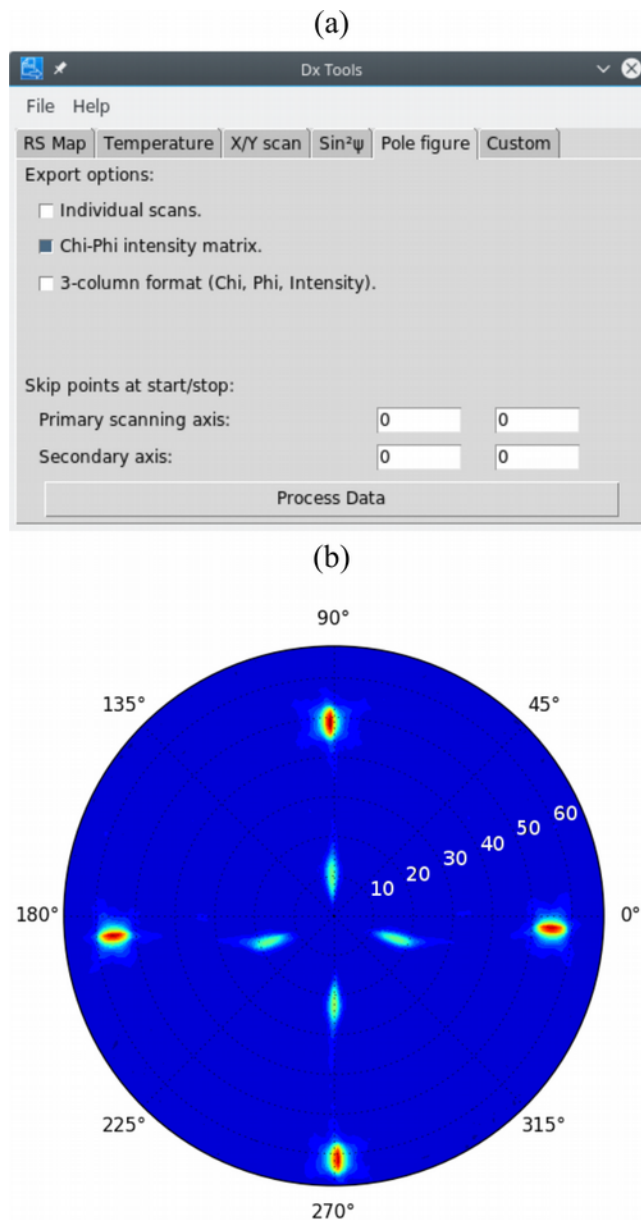 (a)
Dx Tools
File Help
RS Map Temperature X/Y scan Sin²ψ Pole figure Custom
Export options:
Individual scans.
Chi-Phi intensity matrix.
3-column format (Chi, Phi, Intensity).
Skip points at start/stop:
Primary scanning axis: 0 0
Secondary axis: 0 0
Process Data
(b)
90°
135° 45°
10 20 30 40 50 60
180° 0°
225° 315°
270°